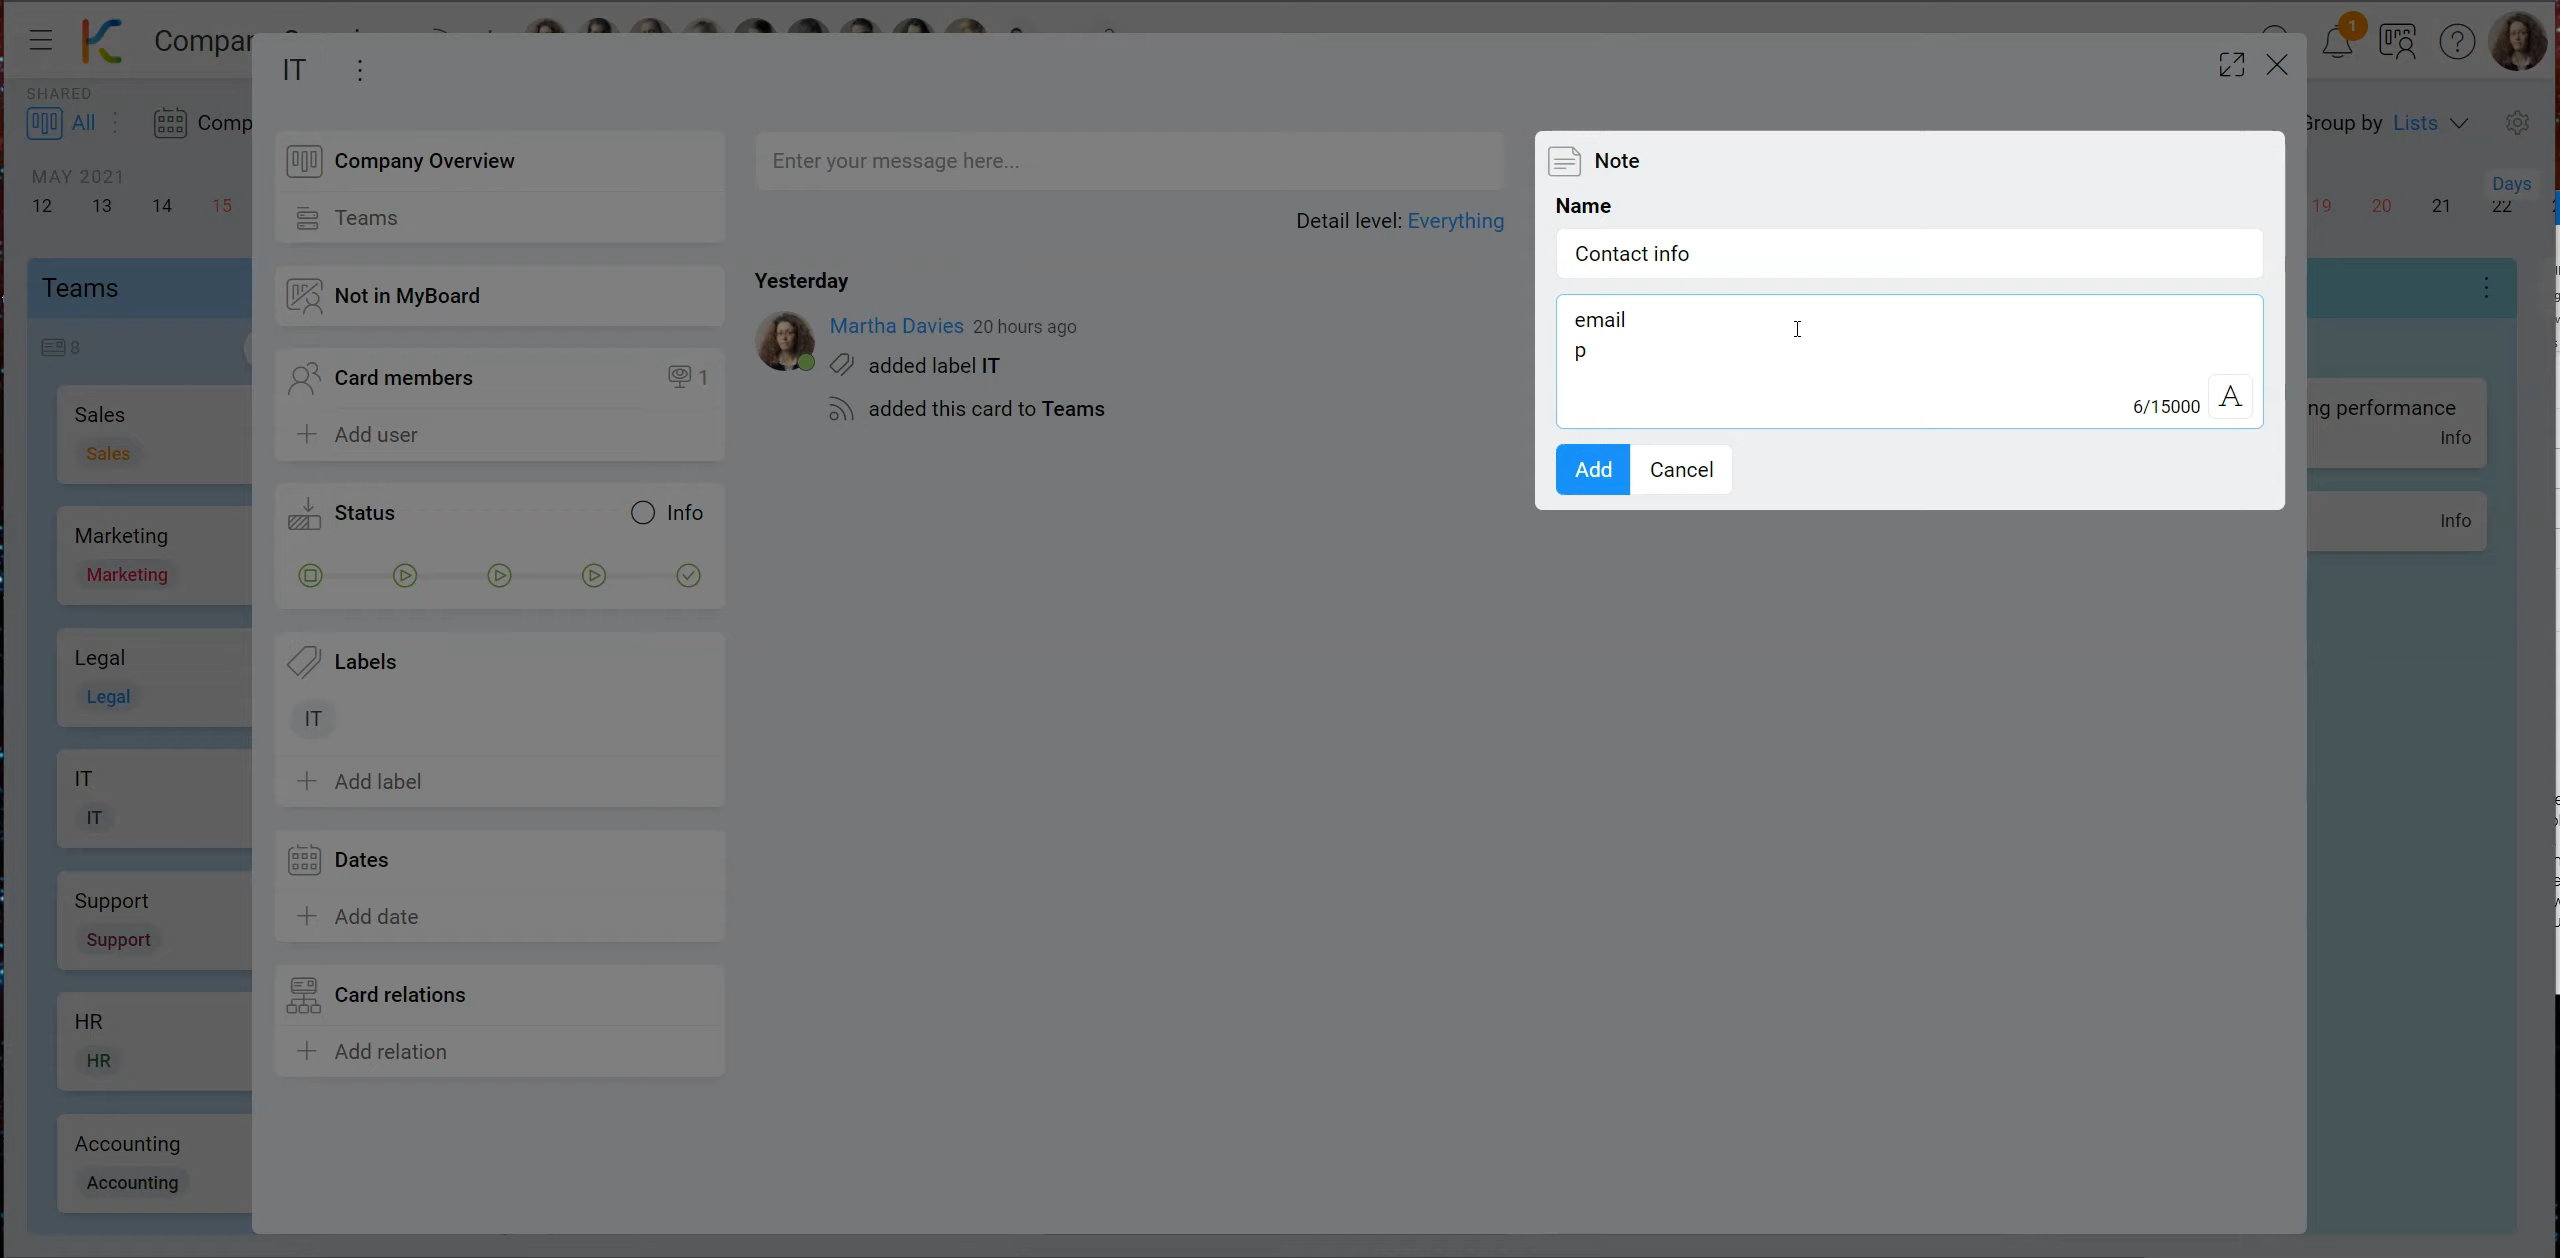 Compan
IT
1
SHARED
All
Comp
Group by Lists
MAY 2021
12 13 14 15
Days
19 20 21 22
Teams
8
Sales
Sales
Marketing
Marketing
Legal
Legal
IT
IT
Support
Support
HR
HR
Accounting
Accounting
Company Overview
Teams
Not in MyBoard
Card members
1
Add user
Status
Info
Labels
IT
Add label
Dates
Add date
Card relations
Add relation
Enter your message here...
Detail level: Everything
Yesterday
Martha Davies 20 hours ago
added label IT
added this card to Teams
Note
Name
Contact info
email
p
6/15000
A
Add
Cancel
ng performance
Info
Info